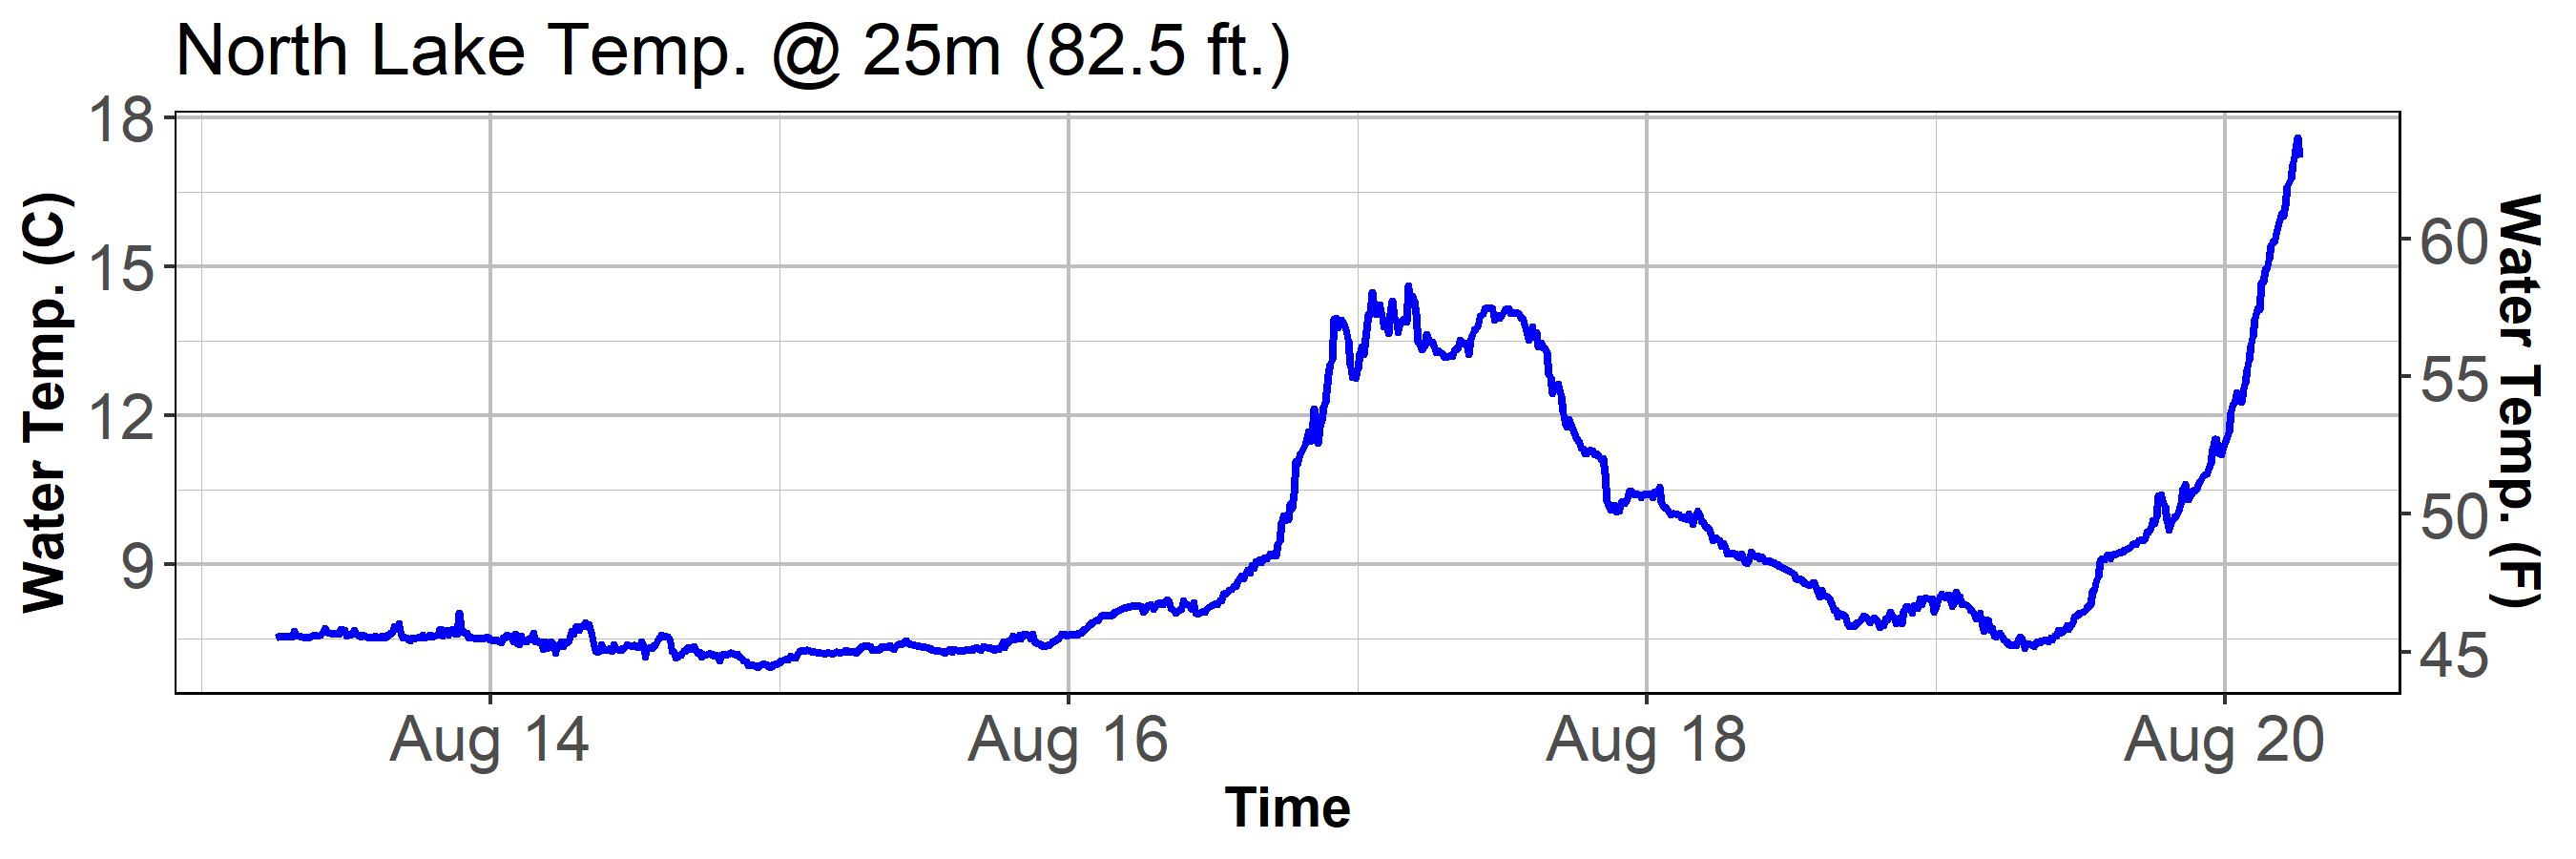 North Lake Temp. @ 25m (82.5 ft.)
Water Temp. (C)
18
15
12
9
60
55
50
45
Water Temp. (F)
Aug 14
Aug 16
Aug 18
Aug 20
Time